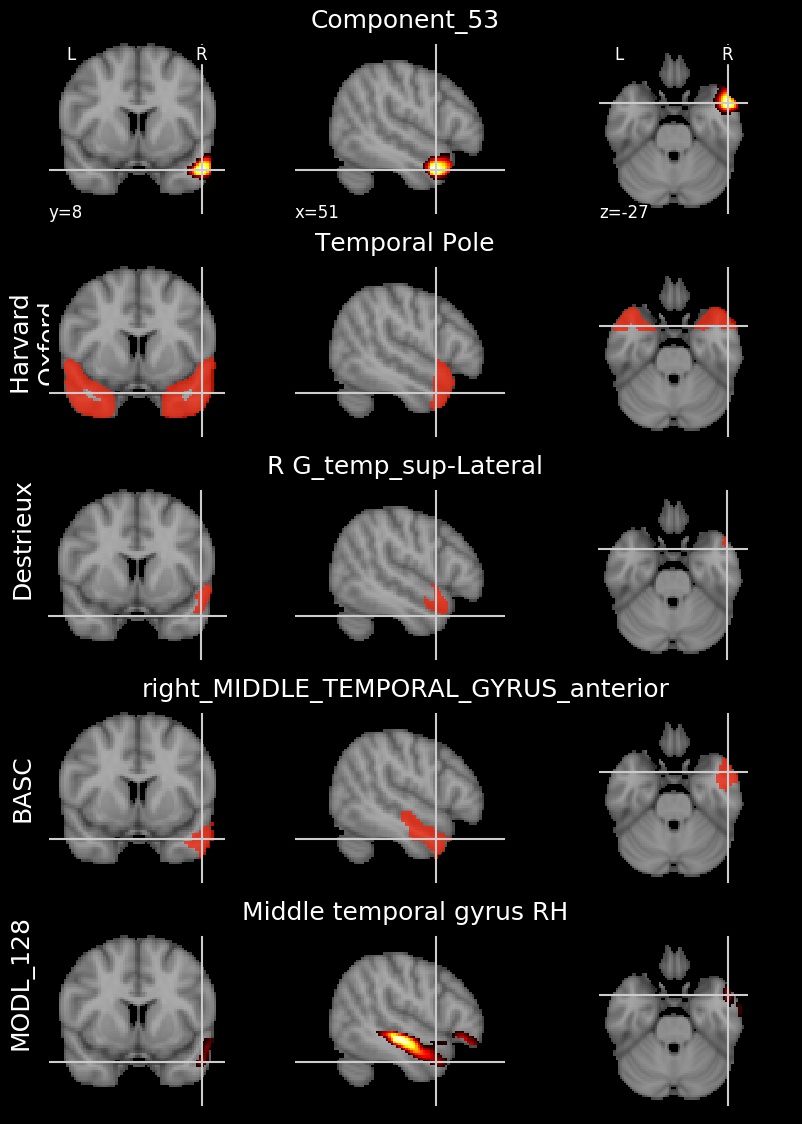 Component_53
L R L R
y=8 x=51 z=-27
Temporal Pole
Harvard
Oxford
R G_temp_sup-Lateral
Destrieux
right_MIDDLE_TEMPORAL_GYRUS_anterior
BASC
Middle temporal gyrus RH
MODL_128